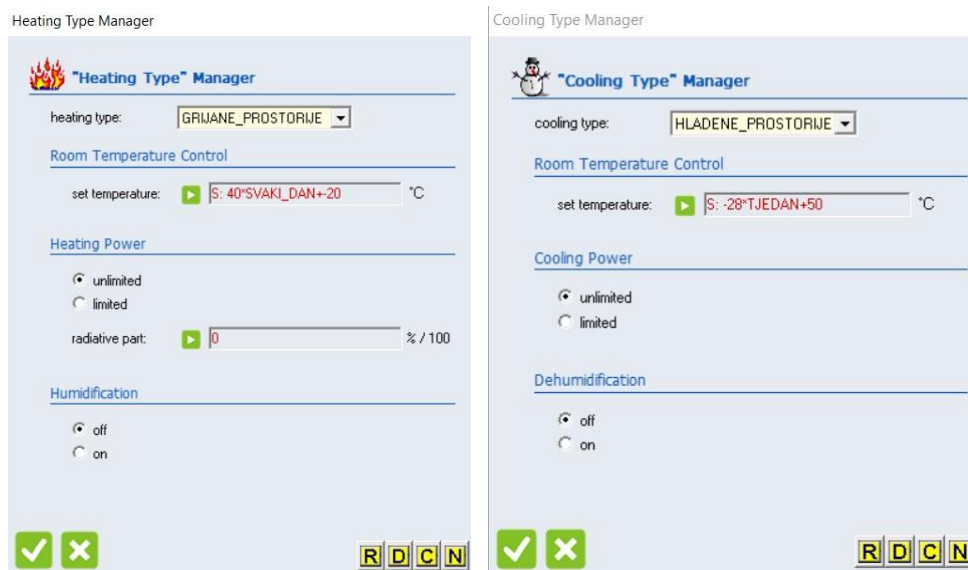 Heating Type Manager
"Heating Type" Manager
heating type: GRIJANE_PROSTORIJE
Room Temperature Control
set temperature: S: 40*SVAKI_DAN+-20 °C
Heating Power
unlimited
limited
radiative part: 0 % / 100
Humidification
off
on
R D C N
Cooling Type Manager
"Cooling Type" Manager
cooling type: HLADENE_PROSTORIJE
Room Temperature Control
set temperature: S: -28*TJEDAN+50 °C
Cooling Power
unlimited
limited
Dehumidification
off
on
R D C N